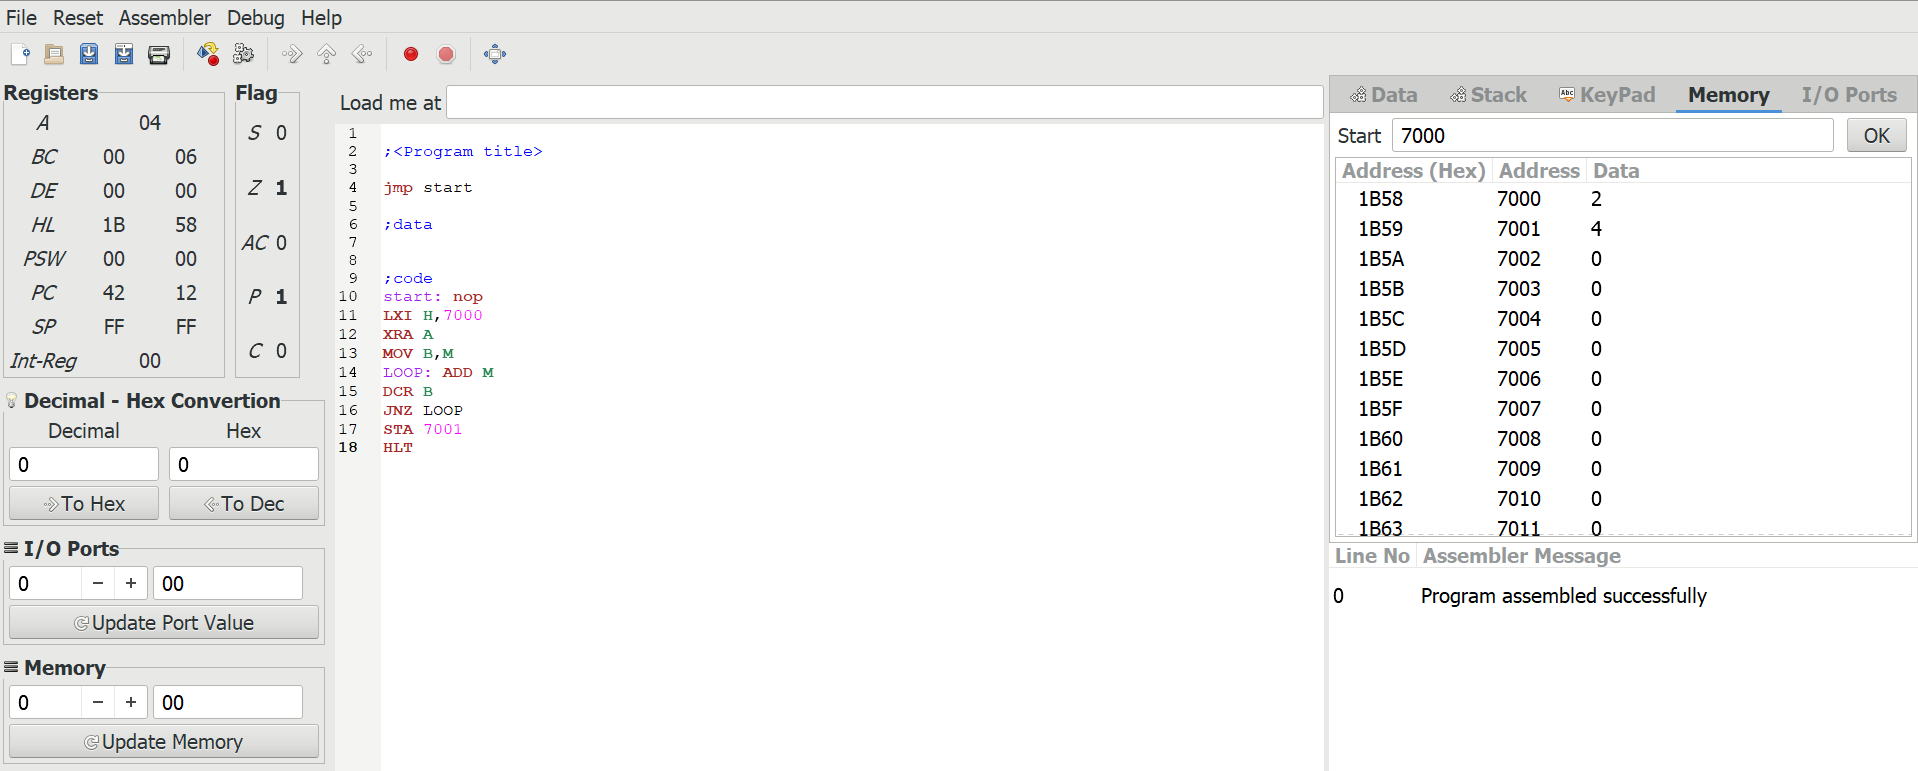 File Reset Assembler Debug Help
Registers
A 04
BC 00 06
DE 00 00
HL 1B 58
PSW 00 00
PC 42 12
SP FF FF
Int-Reg 00
Flag
S 0
Z 1
AC 0
P 1
C 0
Decimal - Hex Convertion
Decimal Hex
0 0
To Hex To Dec
I/O Ports
0 − + 00
Update Port Value
Memory
0 − + 00
Update Memory
Load me at
1
2 ;<Program title>
3
4 jmp start
5
6 ;data
7
8
9 ;code
10 start: nop
11 LXI H,7000
12 XRA A
13 MOV B,M
14 LOOP: ADD M
15 DCR B
16 JNZ LOOP
17 STA 7001
18 HLT
Data Stack Abc KeyPad Memory I/O Ports
Start 7000 OK
Address (Hex) Address Data
1B58 7000 2
1B59 7001 4
1B5A 7002 0
1B5B 7003 0
1B5C 7004 0
1B5D 7005 0
1B5E 7006 0
1B5F 7007 0
1B60 7008 0
1B61 7009 0
1B62 7010 0
1B63 7011 0
Line No Assembler Message
0 Program assembled successfully